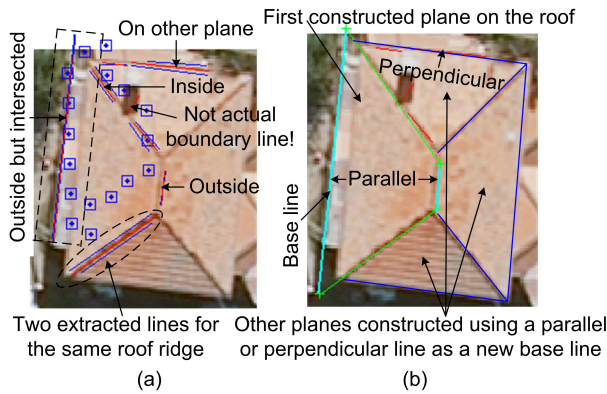 On other plane
Inside
Not actual
boundary line!
Outside but intersected
Outside
Two extracted lines for
the same roof ridge
(a)
First constructed plane on the roof
Perpendicular
Parallel
Base line
Other planes constructed using a parallel
or perpendicular line as a new base line
(b)